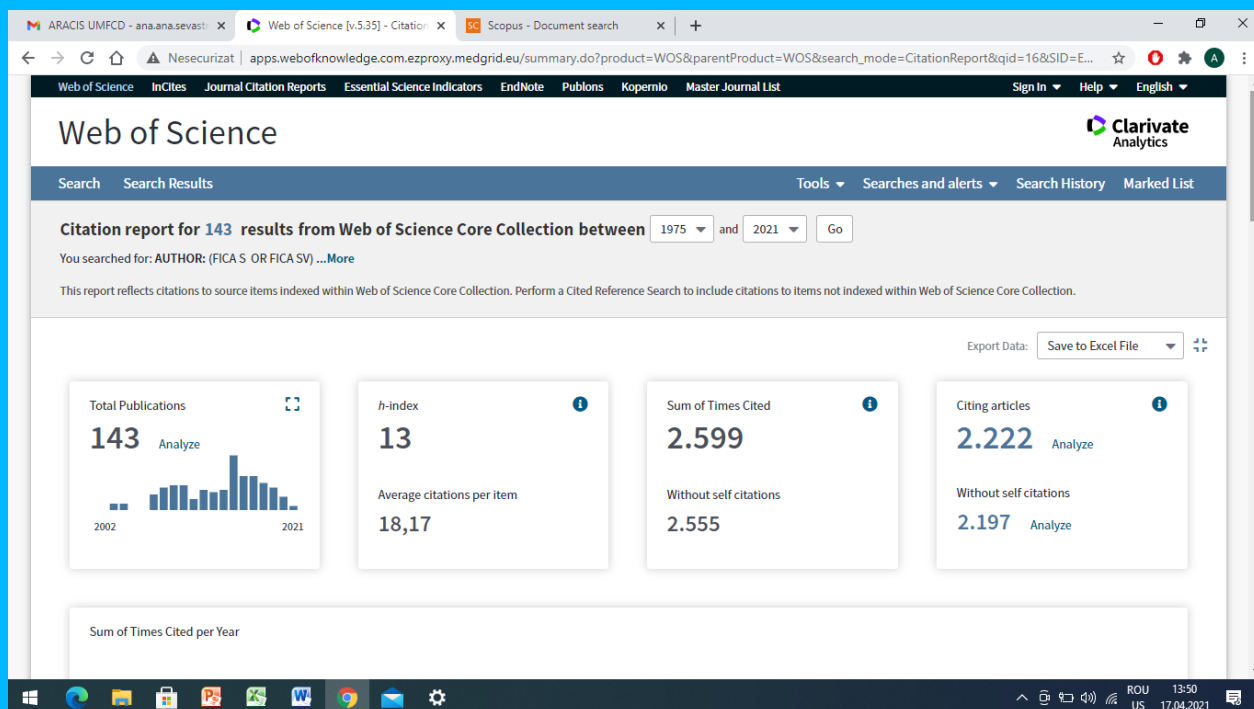 ARACIS UMFCD - ana.ana.sevast
Web of Science [v.5.35] - Citation
SC Scopus - Document search
Nesecurizat | apps.webofknowledge.com.ezproxy.medgrid.eu/summary.do?product=WOS&parentProduct=WOS&search_mode=CitationReport&qid=16&SID=E...
A
Web of Science InCites Journal Citation Reports Essential Science Indicators EndNote Publons Kopernio Master Journal List Sign In Help English
Web of Science
Clarivate
Analytics
Search Search Results Tools Searches and alerts Search History Marked List
Citation report for 143 results from Web of Science Core Collection between 1975 and 2021 Go
You searched for: AUTHOR: (FICA S OR FICA SV) ...More
This report reflects citations to source items indexed within Web of Science Core Collection. Perform a Cited Reference Search to include citations to items not indexed within Web of Science Core Collection.
Export Data: Save to Excel File
Total Publications
143 Analyze
2002 2021
h-index
13
Average citations per item
18,17
Sum of Times Cited
2.599
Without self citations
2.555
Citing articles
2.222 Analyze
Without self citations
2.197 Analyze
Sum of Times Cited per Year
ROU 13:50
US 17.04.2021